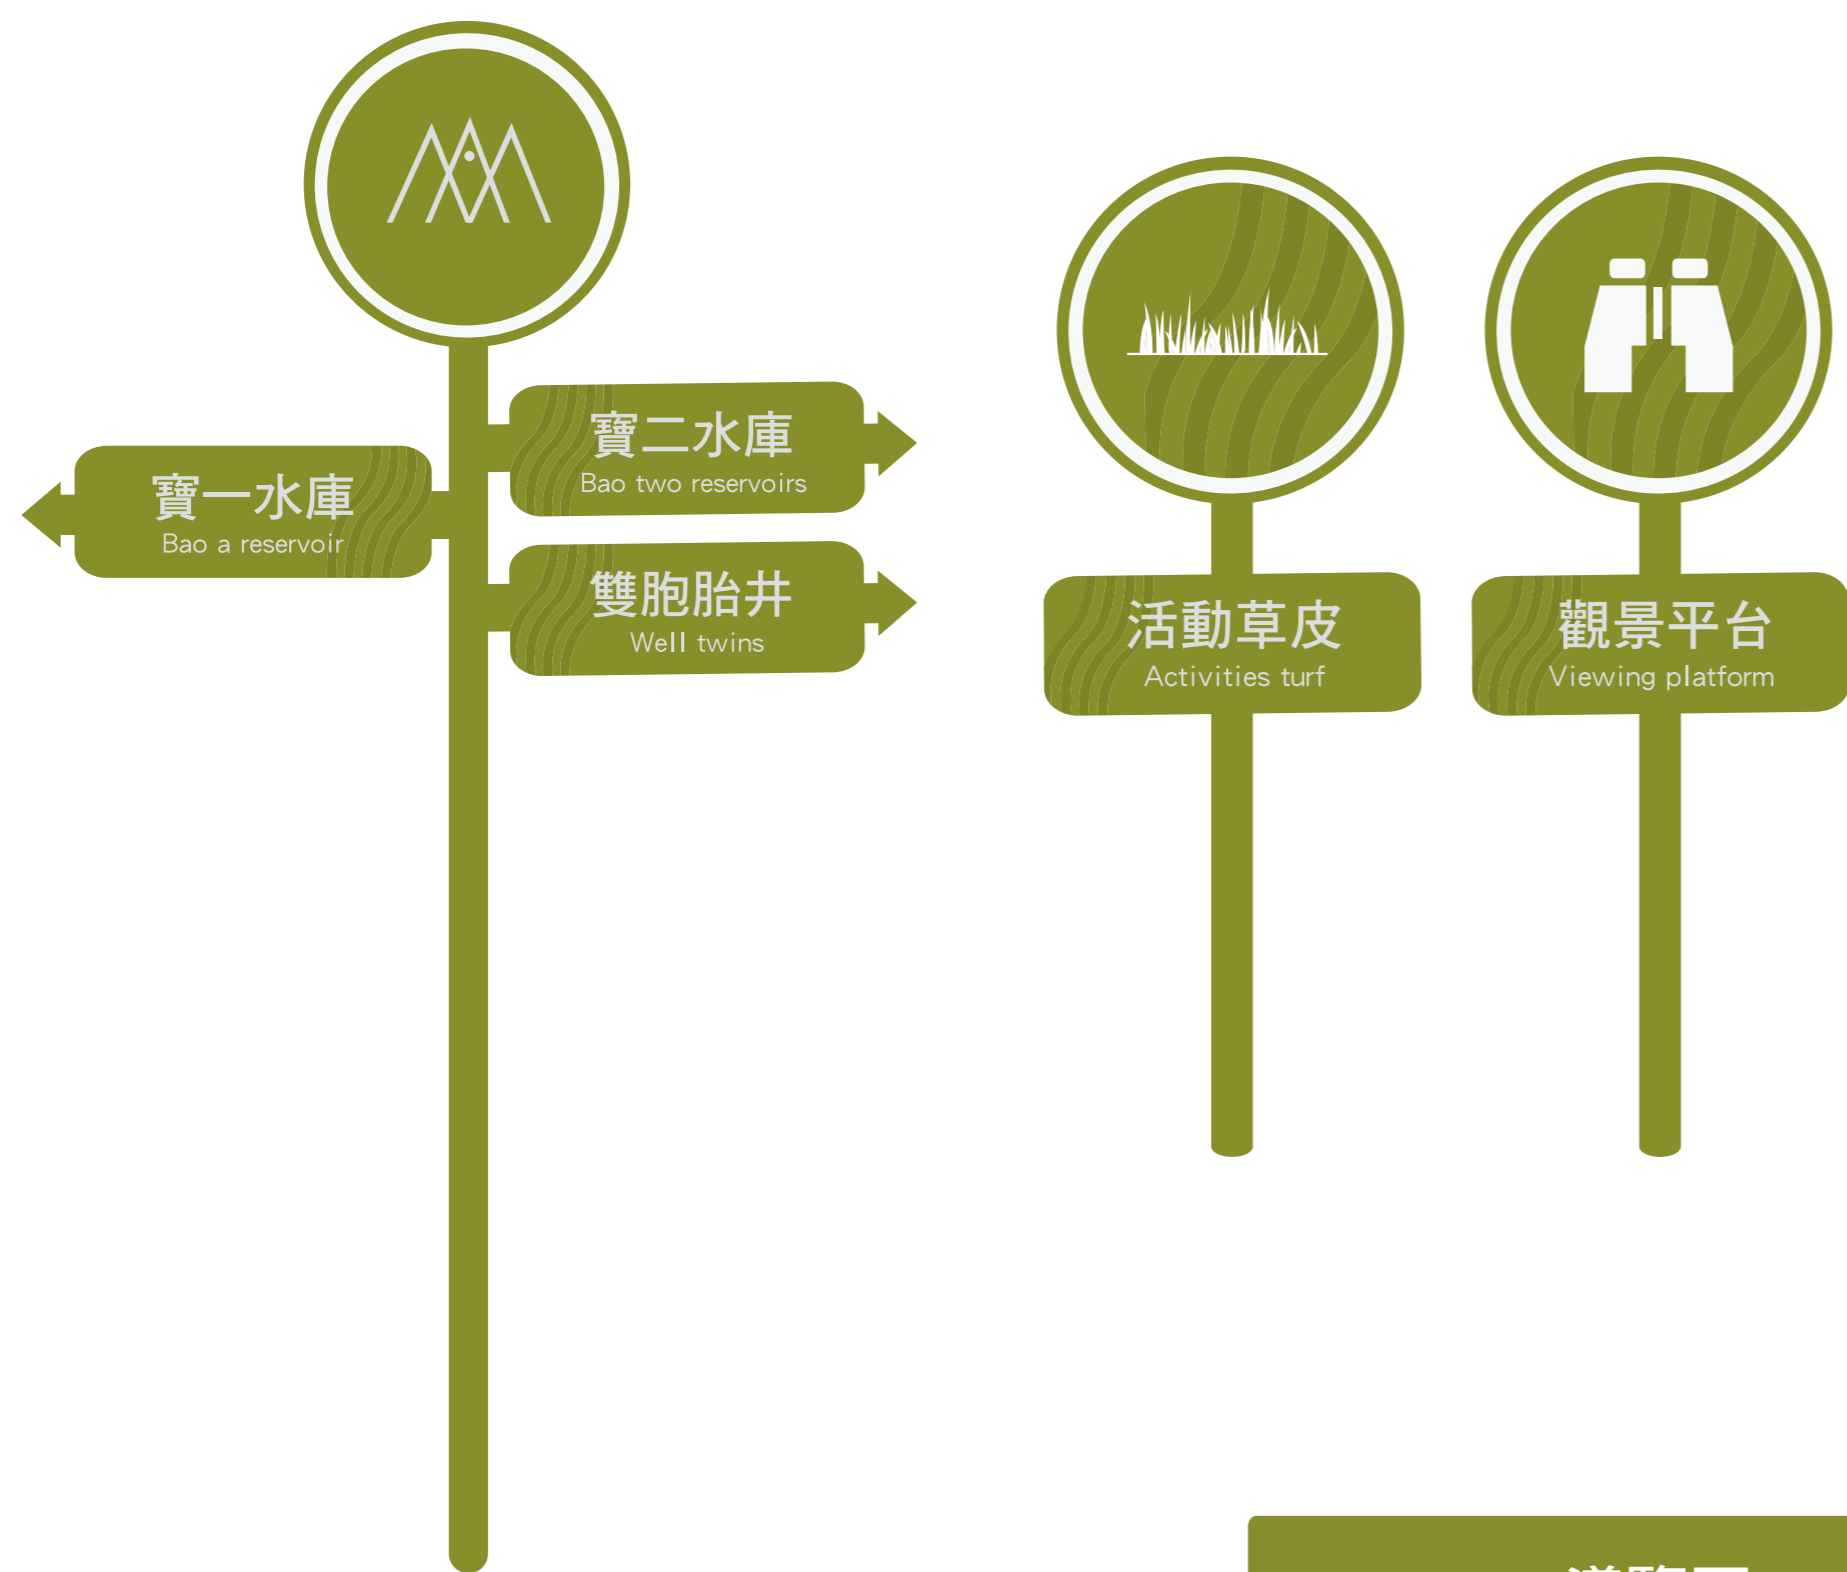 寶二水庫
Bao two reservoirs
寶一水庫
Bao a reservoir
雙胞胎井
Well twins
活動草皮
Activities turf
觀景平台
Viewing platform